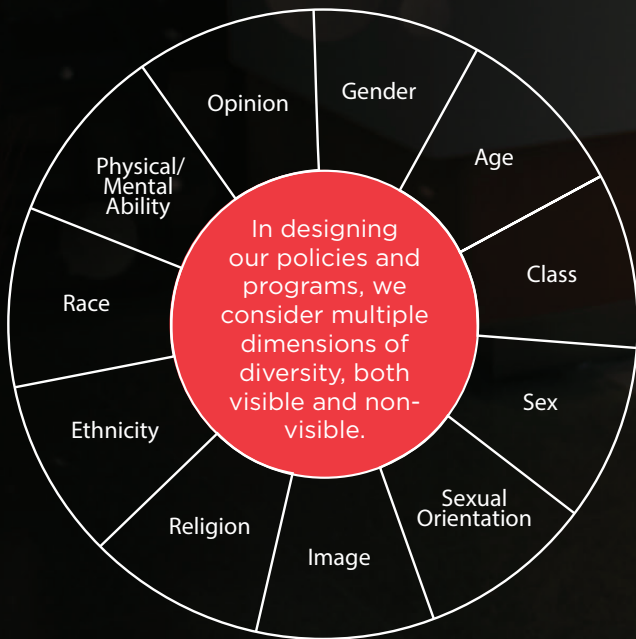 Gender
Age
Class
Sex
Sexual
Orientation
Image
Religion
Ethnicity
Race
Physical/
Mental
Ability
Opinion
In designing
our policies and
programs, we
consider multiple
dimensions of
diversity, both
visible and non-
visible.